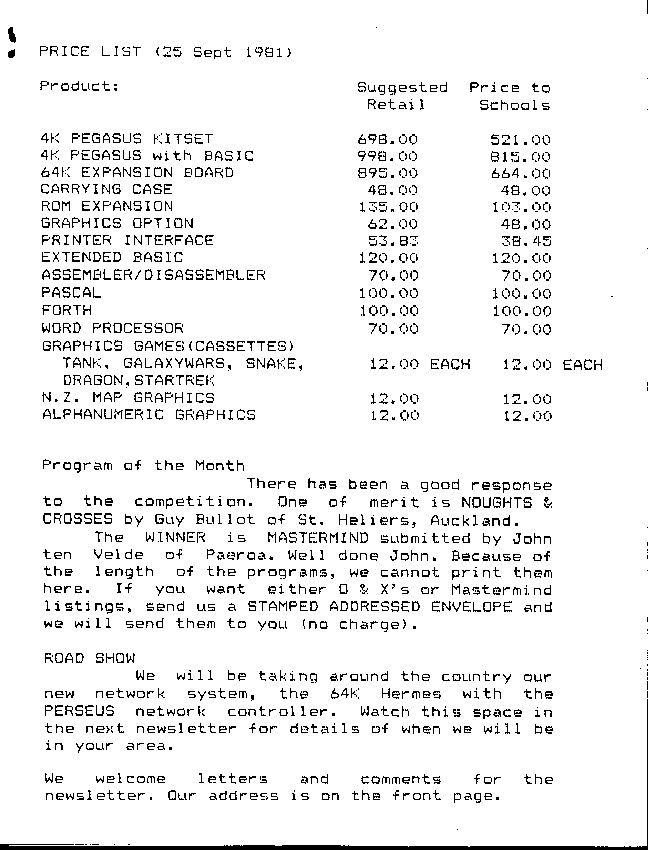 PRICE LIST (25 Sept 1981)
Product: Suggested Price to
Retail Schools
4K PEGASUS KITSET 698.00 521.00
4K PEGASUS with BASIC 998.00 815.00
64K EXPANSION BOARD 895.00 664.00
CARRYING CASE 48.00 48.00
ROM EXPANSION 135.00 103.00
GRAPHICS OPTION 62.00 48.00
PRINTER INTERFACE 53.83 38.45
EXTENDED BASIC 120.00 120.00
ASSEMBLER/DISASSEMBLER 70.00 70.00
PASCAL 100.00 100.00
FORTH 100.00 100.00
WORD PROCESSOR 70.00 70.00
GRAPHICS GAMES(CASSETTES)
TANK, GALAXYWARS, SNAKE, 12.00 EACH 12.00 EACH
DRAGON,STARTREK
N.Z. MAP GRAPHICS 12.00 12.00
ALPHANUMERIC GRAPHICS 12.00 12.00
Program of the Month
There has been a good response
to the competition. One of merit is NOUGHTS &
CROSSES by Guy Bullot of St. Heliers, Auckland.
The WINNER is MASTERMIND submitted by John
ten Velde of Paeroa. Well done John. Because of
the length of the programs, we cannot print them
here. If you want either O & X's or Mastermind
listings, send us a STAMPED ADDRESSED ENVELOPE and
we will send them to you (no charge).
ROAD SHOW
We will be taking around the country our
new network system, the 64K Hermes with the
PERSEUS network controller. Watch this space in
the next newsletter for details of when we will be
in your area.
We welcome letters and comments for the
newsletter. Our address is on the front page.